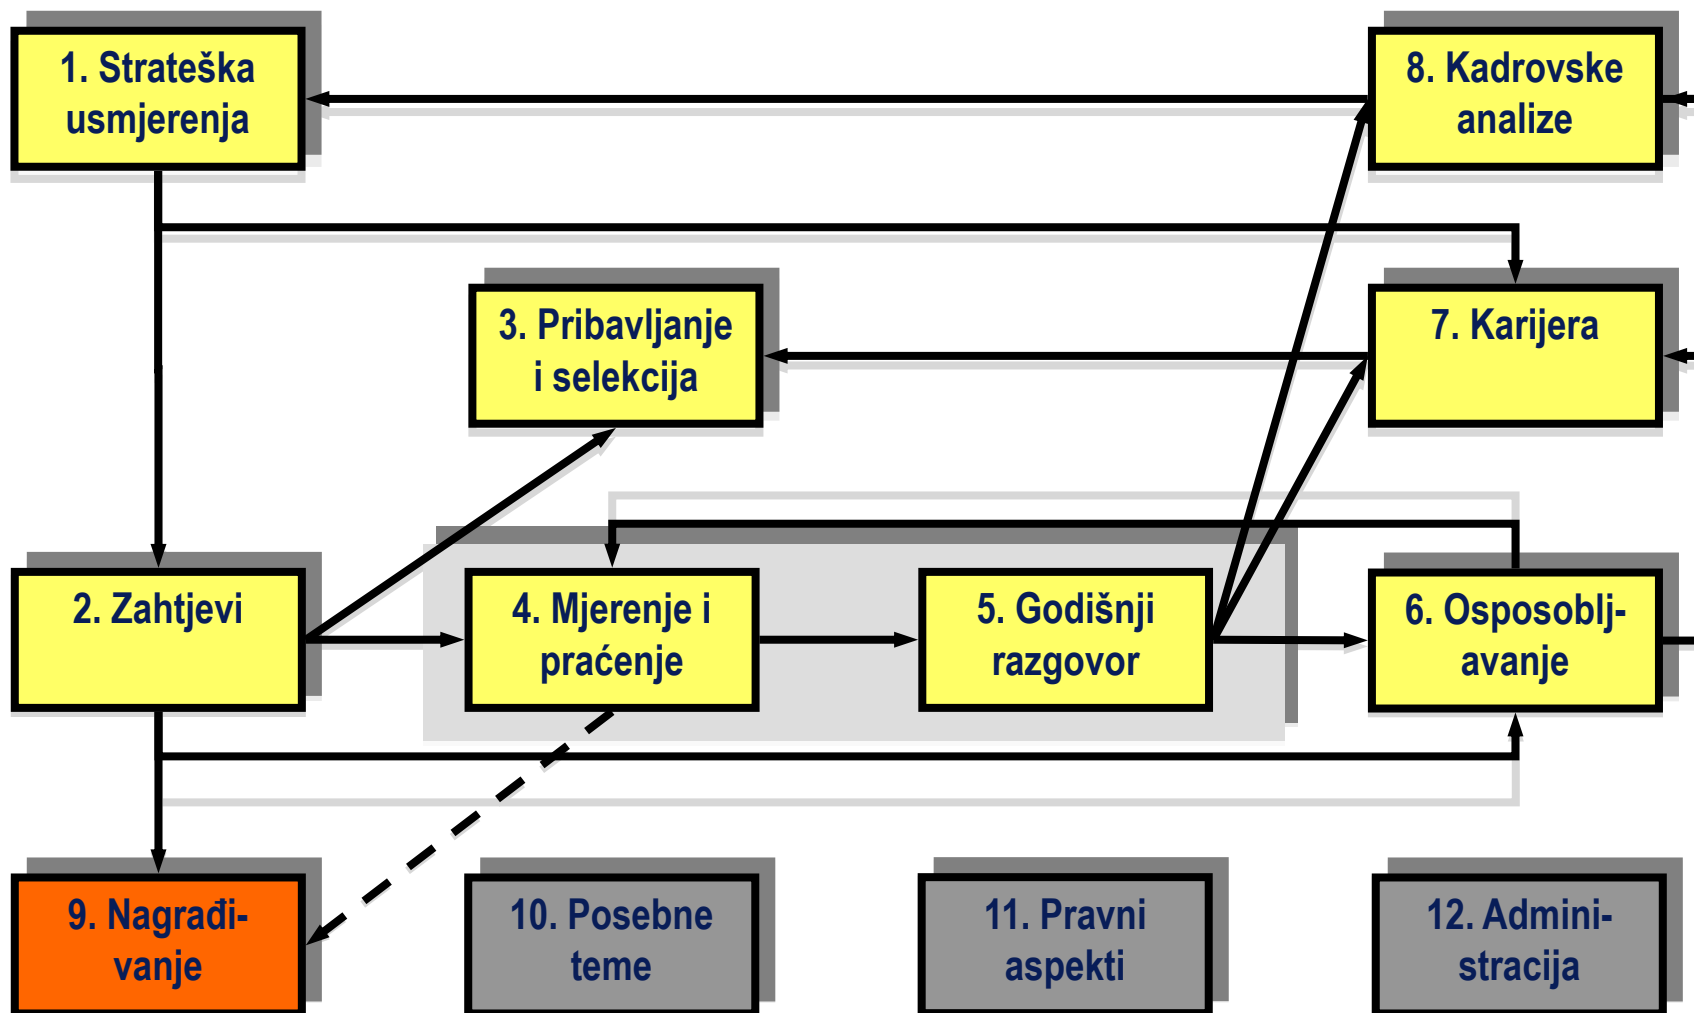 1. Strateška
usmjerenja
8. Kadrovske
analize
3. Pribavljanje
i selekcija
7. Karijera
2. Zahtjevi
4. Mjerenje i
praćenje
5. Godišnji
razgovor
6. Osposoblj-
avanje
9. Nagrađi-
vanje
10. Posebne
teme
11. Pravni
aspekti
12. Admini-
stracija